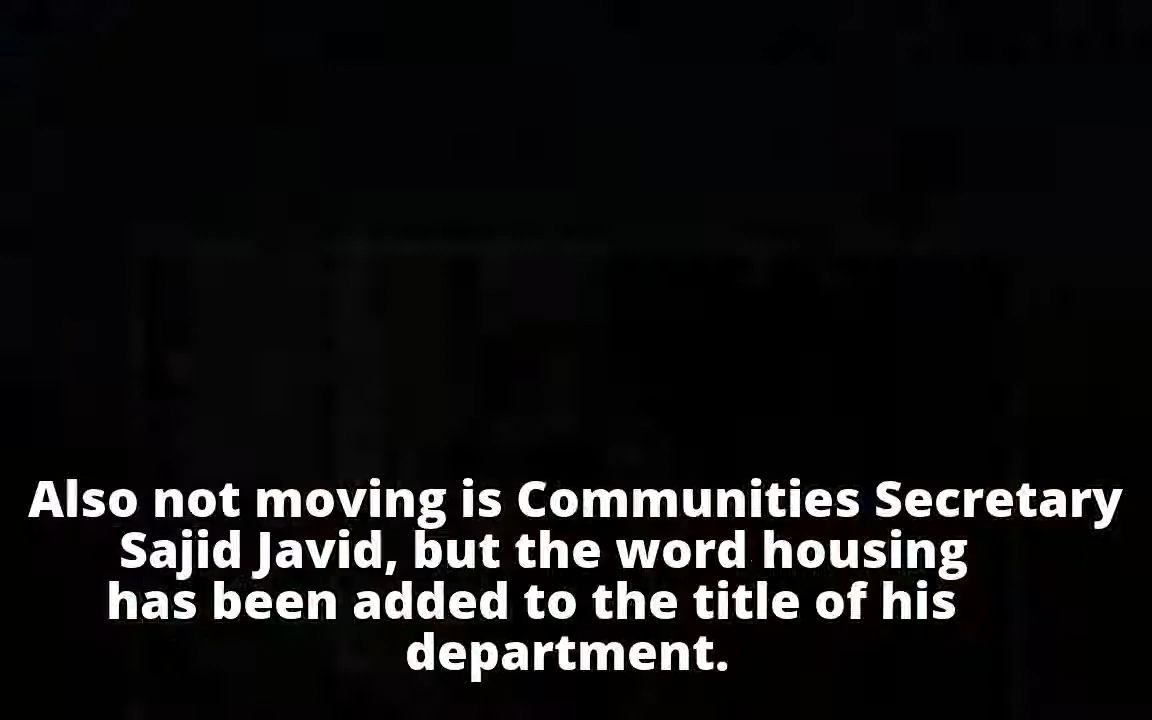 Also not moving is Communities Secretary
Sajid Javid, but the word housing
has been added to the title of his
department.